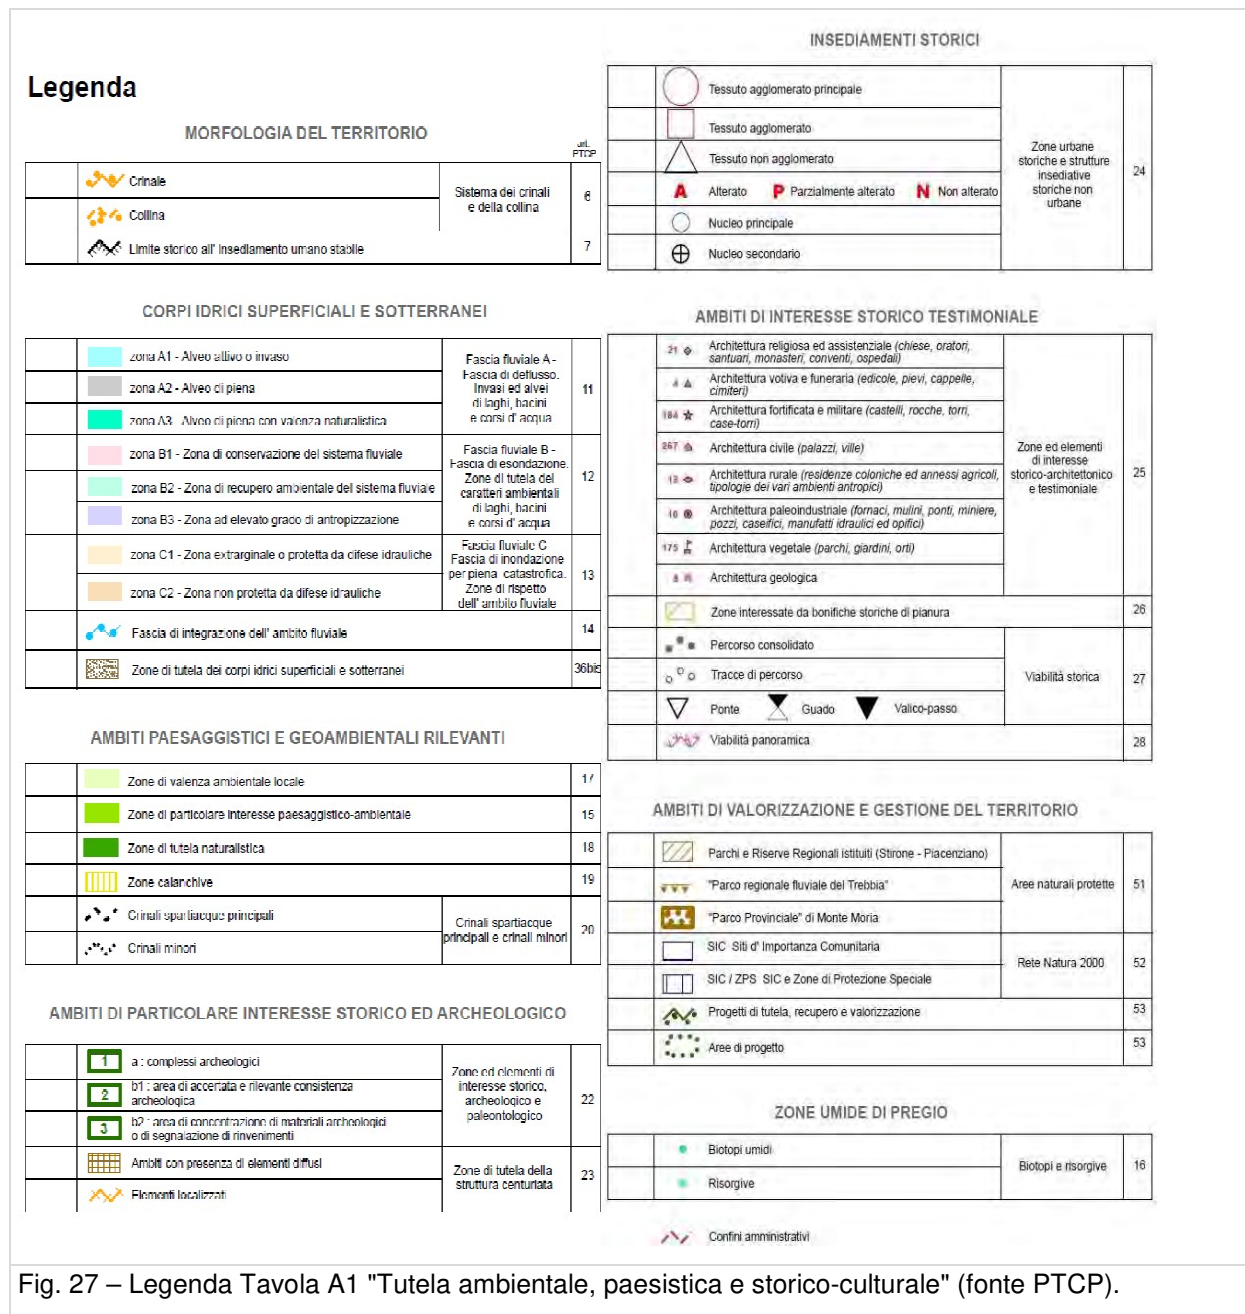 Legenda
MORFOLOGIA DEL TERRITORIO
art.
PTCP
Crinale
Collina
Sistema dei crinali
e della collina
6
Limite storico all' insediamento umano stabile
7
CORPI IDRICI SUPERFICIALI E SOTTERRANEI
zona A1 - Alveo attivo o invaso
zona A2 - Alveo di piena
zona A3 - Alveo di piena con valenza naturalistica
Fascia fluviale A -
Fascia di deflusso.
Invasi ed alvei
di laghi, bacini
e corsi d' acqua
11
zona B1 - Zona di conservazione del sistema fluviale
zona B2 - Zona di recupero ambientale del sistema fluviale
zona B3 - Zona ad elevato grado di antropizzazione
Fascia fluviale B -
Fascia di esondazione.
Zone di tutela dei
caratteri ambientali
di laghi, bacini
e corsi d' acqua
12
zona C1 - Zona extrarginale o protetta da difese idrauliche
zona C2 - Zona non protetta da difese idrauliche
Fascia fluviale C
Fascia di inondazione
per piena catastrofica.
Zone di rispetto
dell' ambito fluviale
13
Fascia di integrazione dell' ambito fluviale
14
Zone di tutela dei corpi idrici superficiali e sotterranei
36bis
AMBITI PAESAGGISTICI E GEOAMBIENTALI RILEVANTI
Zone di valenza ambientale locale
17
Zone di particolare interesse paesaggistico-ambientale
15
Zone di tutela naturalistica
18
Zone calanchive
19
Crinali spartiacque principali
Crinali minori
Crinali spartiacque
principali e crinali minori
20
AMBITI DI PARTICOLARE INTERESSE STORICO ED ARCHEOLOGICO
1 a : complessi archeologici
2 b1 : area di accertata e rilevante consistenza
archeologica
3 b2 : area di concentrazione di materiali archeologici
o di segnalazione di rinvenimenti
Zone ed elementi di
interesse storico,
archeologico e
paleontologico
22
Ambiti con presenza di elementi diffusi
Elementi localizzati
Zone di tutela della
struttura centuriata
23
INSEDIAMENTI STORICI
Tessuto agglomerato principale
Tessuto agglomerato
Tessuto non agglomerato
A Alterato P Parzialmente alterato N Non alterato
Nucleo principale
Nucleo secondario
Zone urbane
storiche e strutture
insediative
storiche non
urbane
24
AMBITI DI INTERESSE STORICO TESTIMONIALE
21 Architettura religiosa ed assistenziale (chiese, oratori,
santuari, monasteri, conventi, ospedali)
4 Architettura votiva e funeraria (edicole, pievi, cappelle,
cimiteri)
184 Architettura fortificata e militare (castelli, rocche, torri,
case-torri)
267 Architettura civile (palazzi, ville)
13 Architettura rurale (residenze coloniche ed annessi agricoli,
tipologie dei vari ambienti antropici)
10 Architettura paleoindustriale (fornaci, mulini, ponti, miniere,
pozzi, caseifici, manufatti idraulici ed opifici)
175 Architettura vegetale (parchi, giardini, orti)
8 Architettura geologica
Zone ed elementi
di interesse
storico-architettonico
e testimoniale
25
Zone interessate da bonifiche storiche di pianura
26
Percorso consolidato
Tracce di percorso
Ponte Guado Valico-passo
Viabilità storica
27
Viabilità panoramica
28
AMBITI DI VALORIZZAZIONE E GESTIONE DEL TERRITORIO
Parchi e Riserve Regionali istituiti (Stirone - Piacenziano)
"Parco regionale fluviale del Trebbia"
"Parco Provinciale" di Monte Moria
Aree naturali protette
51
SIC Siti d' Importanza Comunitaria
SIC / ZPS SIC e Zone di Protezione Speciale
Rete Natura 2000
52
Progetti di tutela, recupero e valorizzazione
53
Aree di progetto
53
ZONE UMIDE DI PREGIO
Biotopi umidi
Risorgive
Biotopi e risorgive
16
Confini amministrativi
Fig. 27 – Legenda Tavola A1 "Tutela ambientale, paesistica e storico-culturale" (fonte PTCP).